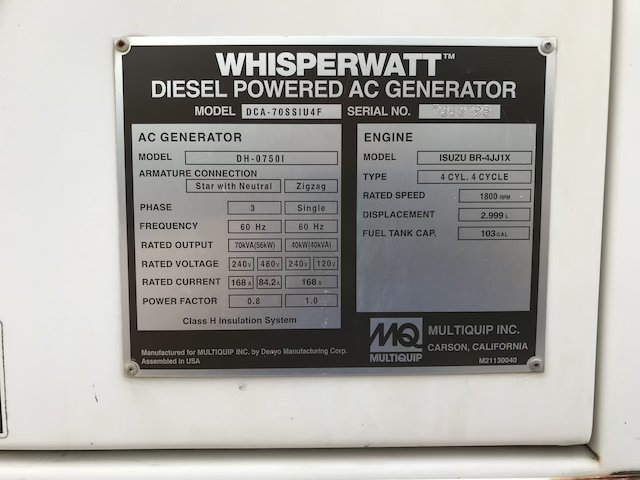 WHISPERWATT™
DIESEL POWERED AC GENERATOR
MODEL DCA-70SSIU4F SERIAL NO.
AC GENERATOR
MODEL DH-0750I
ARMATURE CONNECTION
Star with Neutral Zigzag
PHASE 3 Single
FREQUENCY 60 Hz 60 Hz
RATED OUTPUT 70kVA(56kW) 40kW(40kVA)
RATED VOLTAGE 240V 480V 240V 120V
RATED CURRENT 168A 84.2A 168A
POWER FACTOR 0.8 1.0
Class H Insulation System
ENGINE
MODEL ISUZU BR-4JJ1X
TYPE 4 CYL. 4 CYCLE
RATED SPEED 1800 RPM
DISPLACEMENT 2.999 L
FUEL TANK CAP. 103 GAL
MQ
MULTIQUIP
MULTIQUIP INC.
CARSON, CALIFORNIA
Manufactured for MULTIQUIP INC. by Denyo Manufacturing Corp.
Assembled in USA
M21130040